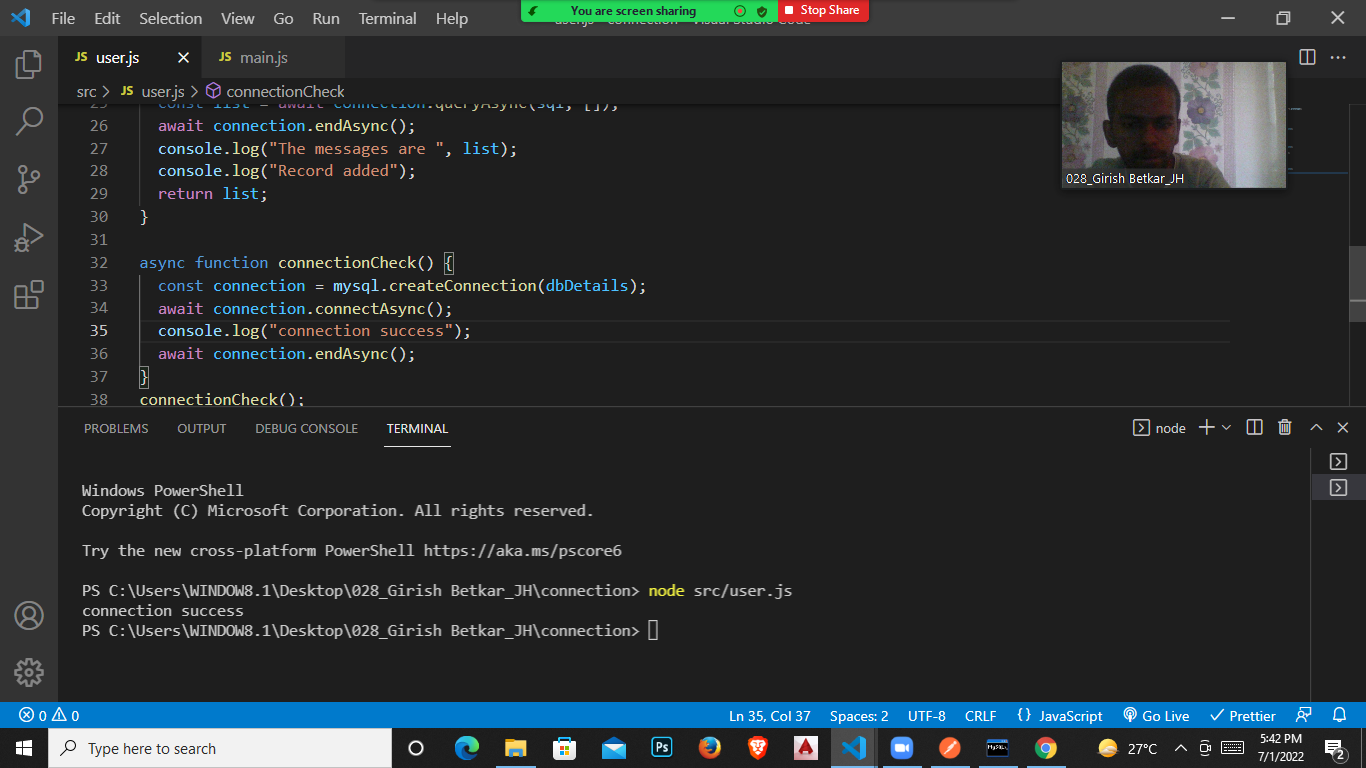 File Edit Selection View Go Run Terminal Help
You are screen sharing
Stop Share
JS user.js
JS main.js
src > JS user.js > connectionCheck
25 const list = await connection.queryAsync(sql, []);
26 await connection.endAsync();
27 console.log("The messages are ", list);
28 console.log("Record added");
29 return list;
30 }
31
32 async function connectionCheck() {
33 const connection = mysql.createConnection(dbDetails);
34 await connection.connectAsync();
35 console.log("connection success");
36 await connection.endAsync();
37 }
38 connectionCheck();
028_Girish Betkar_JH
PROBLEMS OUTPUT DEBUG CONSOLE TERMINAL
node
Windows PowerShell
Copyright (C) Microsoft Corporation. All rights reserved.
Try the new cross-platform PowerShell https://aka.ms/pscore6
PS C:\Users\WINDOW8.1\Desktop\028_Girish Betkar_JH\connection> node src/user.js
connection success
PS C:\Users\WINDOW8.1\Desktop\028_Girish Betkar_JH\connection>
0 0
Ln 35, Col 37 Spaces: 2 UTF-8 CRLF {} JavaScript Go Live Prettier
Type here to search
Ps
MySQL
27°C
5:42 PM
7/1/2022
2